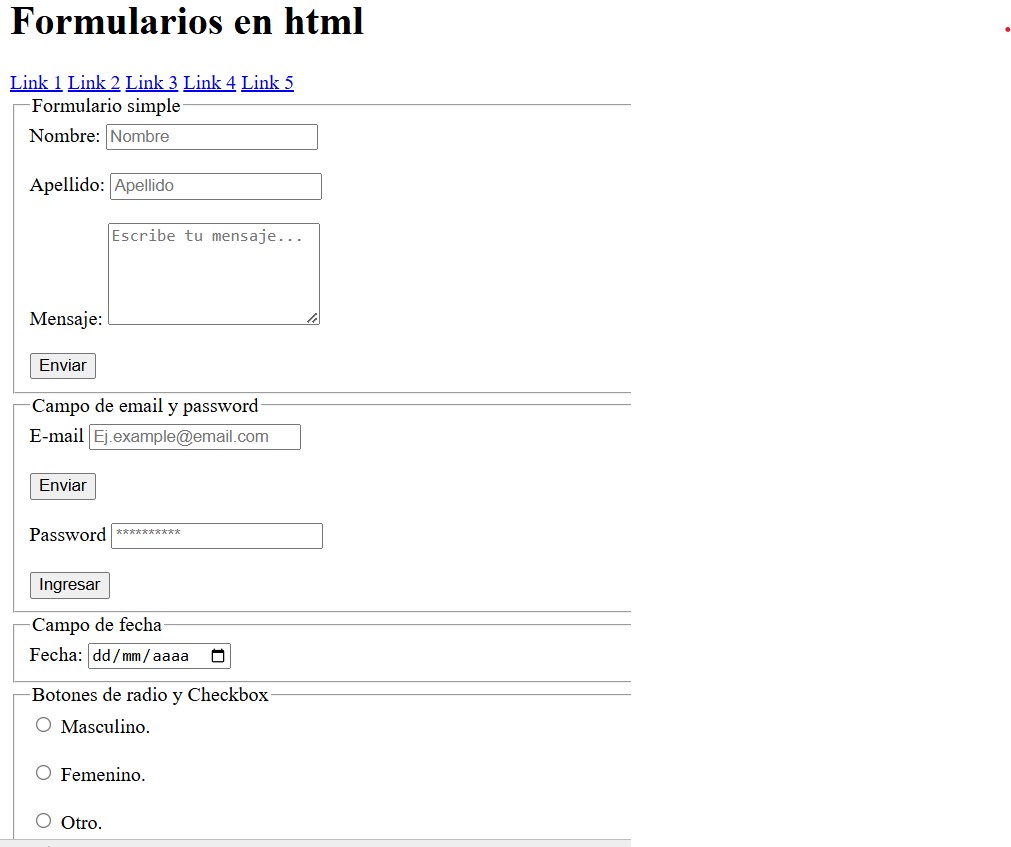 Formularios en html
Link 1 Link 2 Link 3 Link 4 Link 5
Formulario simple
Nombre: Nombre
Apellido: Apellido
Escribe tu mensaje...
Mensaje:
Enviar
Campo de email y password
E-mail Ej.example@email.com
Enviar
Password **********
Ingresar
Campo de fecha
Fecha: dd/mm/aaaa
Botones de radio y Checkbox
Masculino.
Femenino.
Otro.